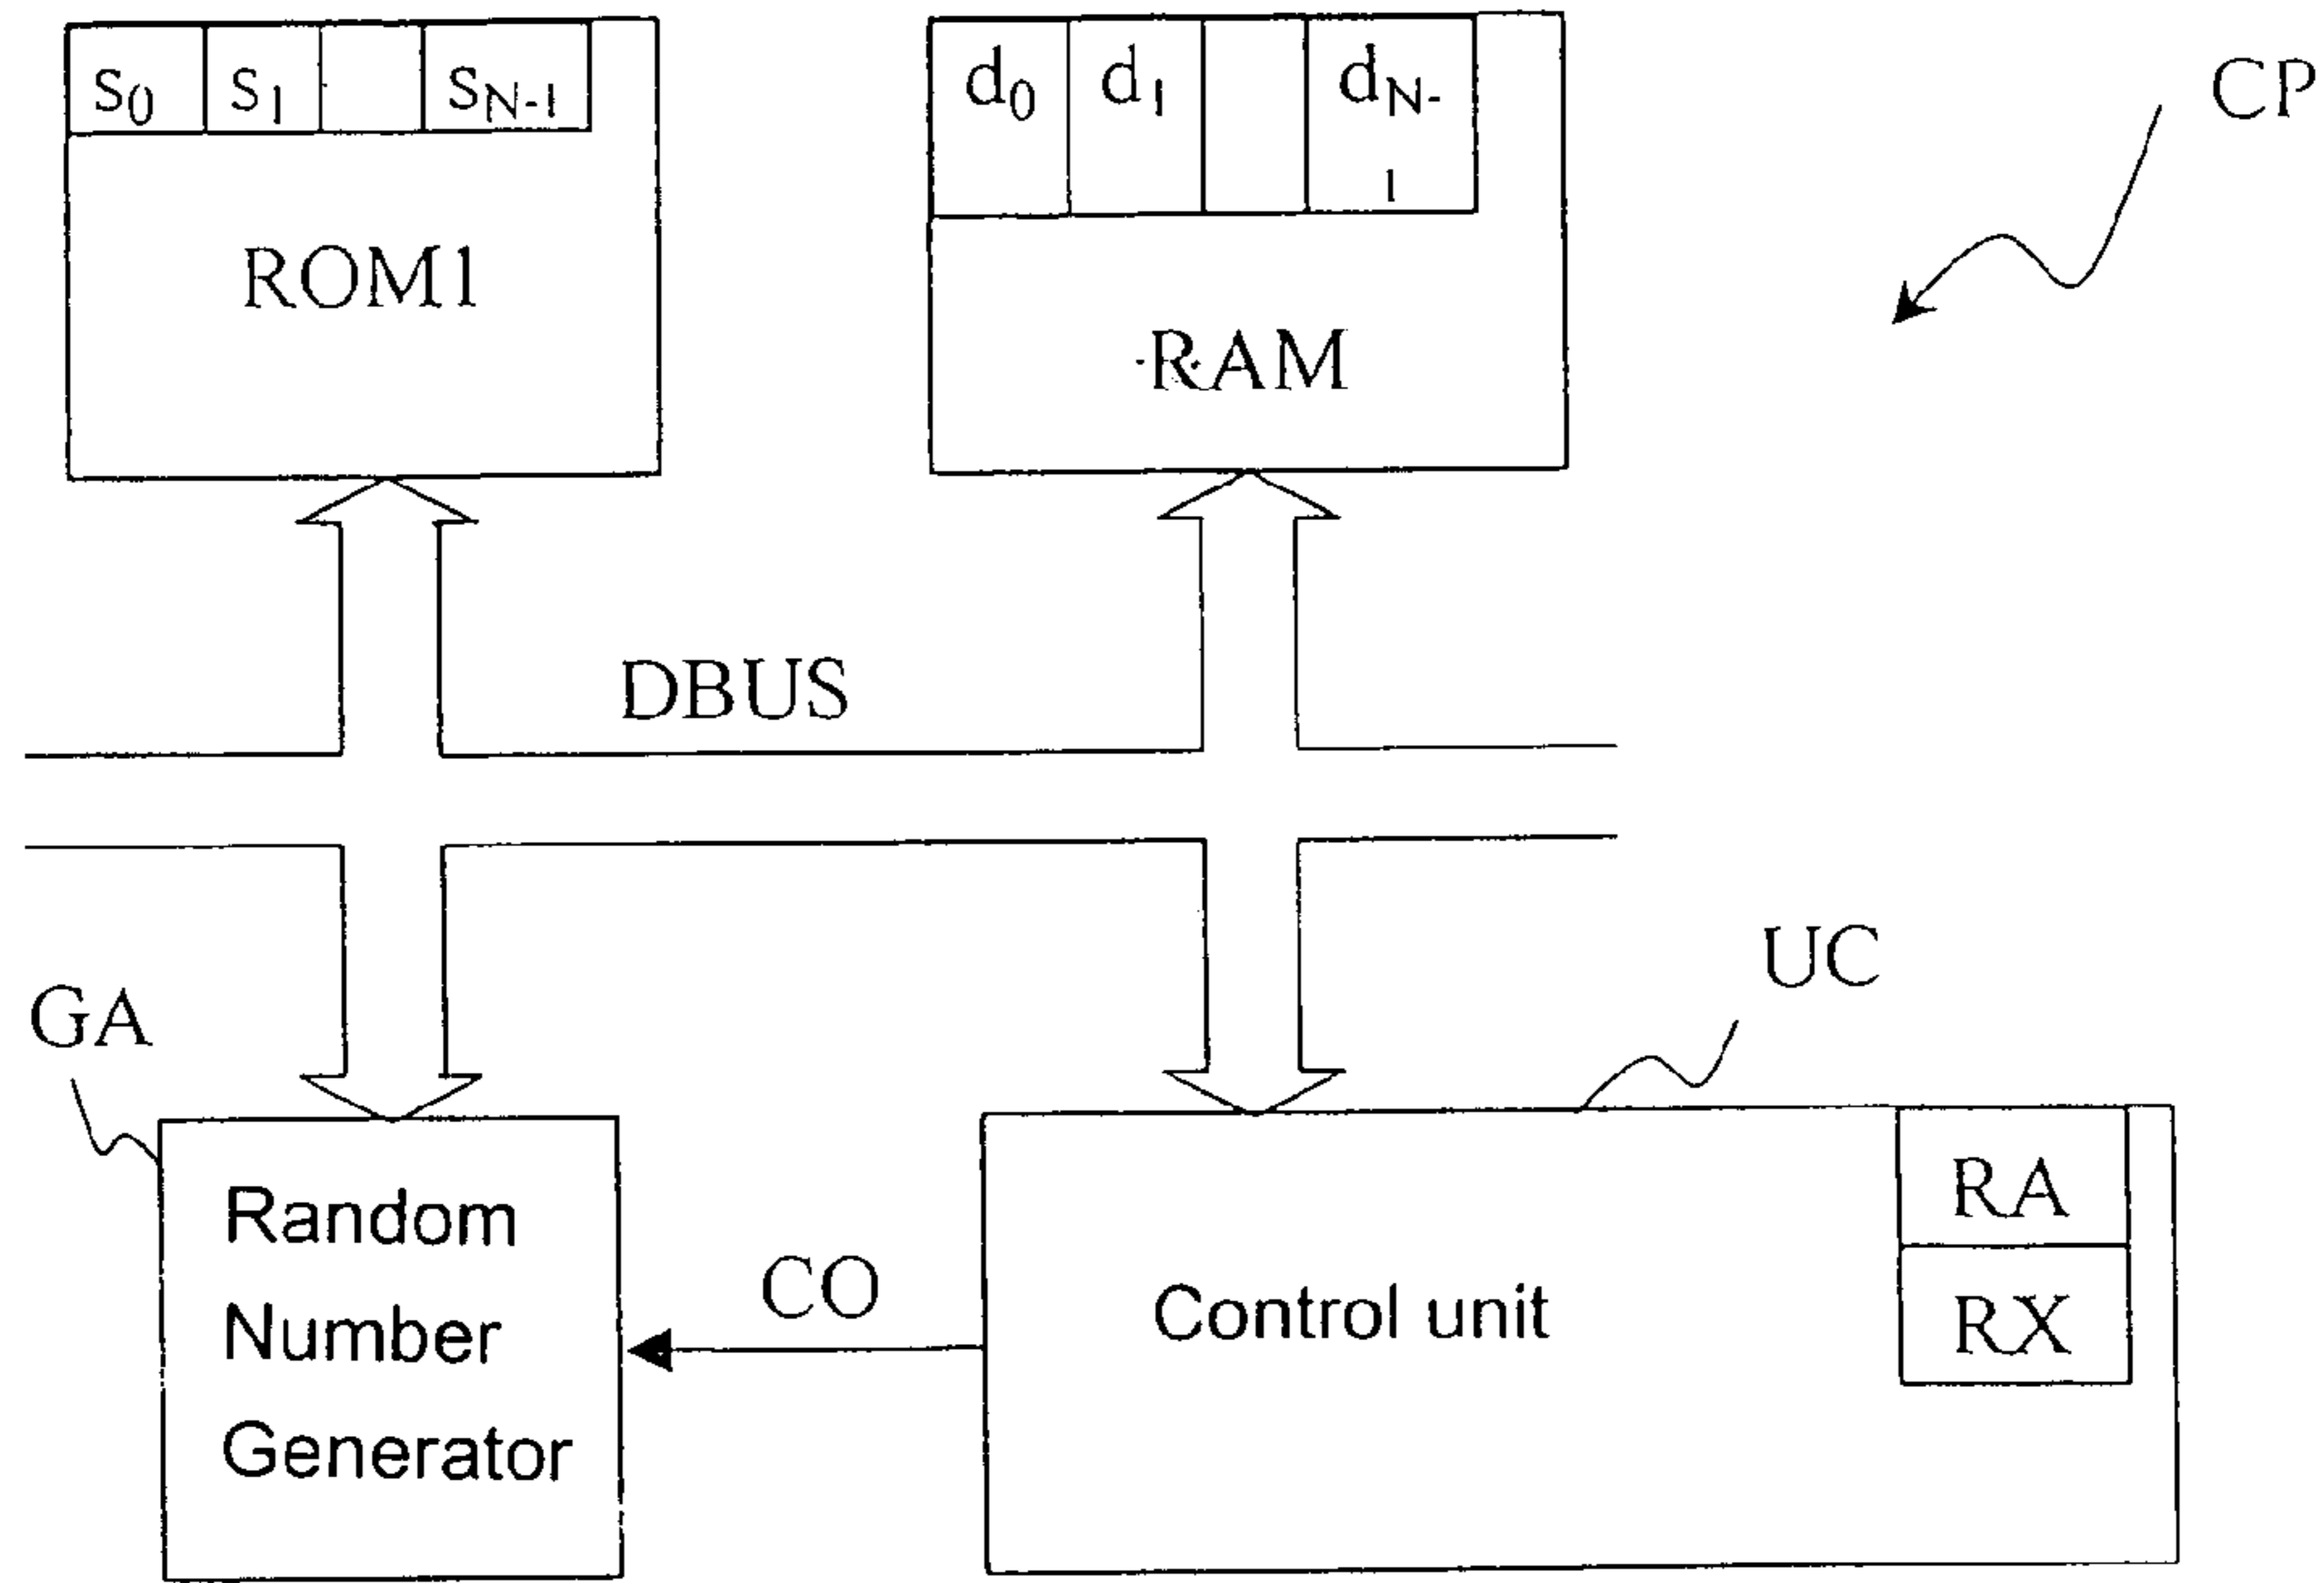 s0 s1 sN-1
d0 d1 dN-
1
CP
ROM1
RAM
DBUS
UC
GA
RA
RX
Random
Number
Generator
CO
Control unit